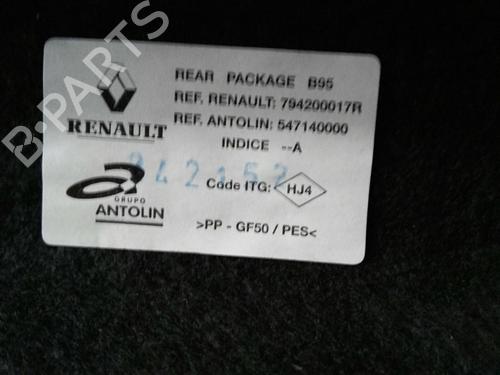 REAR PACKAGE B95
REF. RENAULT: 794200017R
REF. ANTOLIN: 547140000
INDICE --A
RENAULT
Code ITG: HJ4
GRUPO
ANTOLIN
>PP - GF50 / PES<
B-PARTS